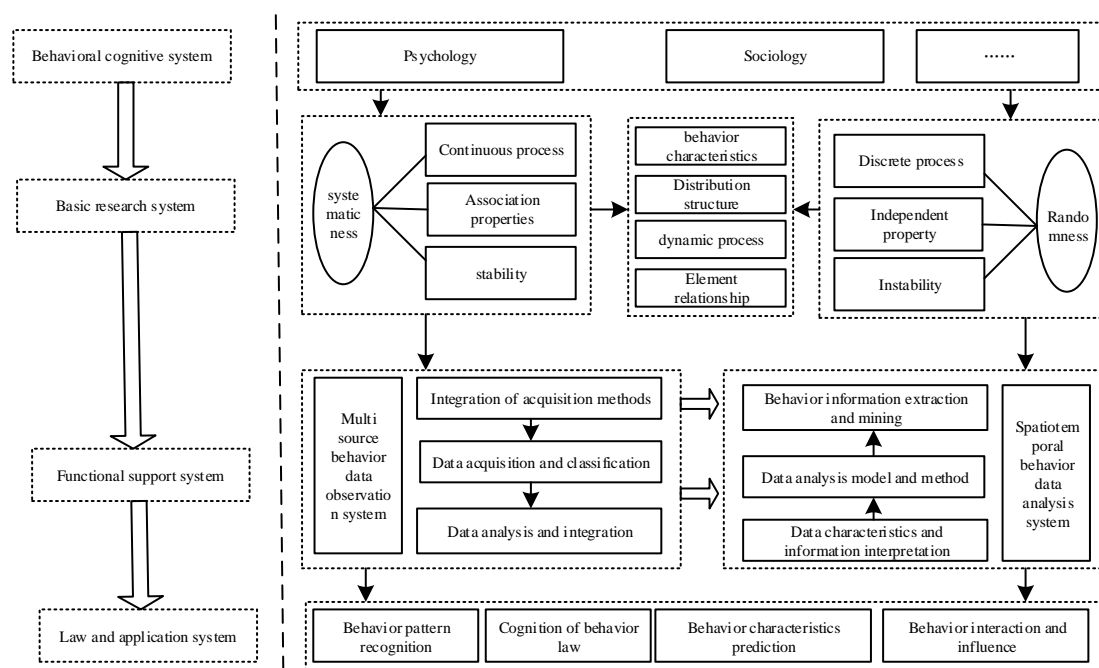 Behavioral cognitive system
Basic research system
Functional support system
Law and application system
Psychology
Sociology
......
syste
matic
ness
Continuous process
Association
properties
stability
behavior
characteristics
Distribution
structure
dynamic process
Element
relationship
Discrete process
Independent
property
Instability
Rando
mness
Multi
source
behavior
data
observatio
n system
Integration of acquisition methods
Data acquisition and classification
Data analysis and integration
Behavior information extraction
and mining
Data analysis model and method
Data characteristics and
information interpretation
Spatiotem
poral
behavior
data
analysis
system
Behavior pattern
recognition
Cognition of behavior
law
Behavior characteristics
prediction
Behavior interaction and
influence